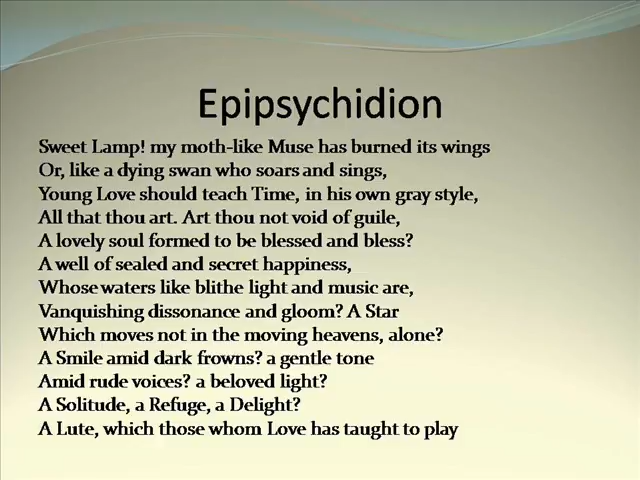 Epipsychidion
Sweet Lamp! my moth-like Muse has burned its wings
Or, like a dying swan who soars and sings,
Young Love should teach Time, in his own gray style,
All that thou art. Art thou not void of guile,
A lovely soul formed to be blessed and bless?
A well of sealed and secret happiness,
Whose waters like blithe light and music are,
Vanquishing dissonance and gloom? A Star
Which moves not in the moving heavens, alone?
A Smile amid dark frowns? a gentle tone
Amid rude voices? a beloved light?
A Solitude, a Refuge, a Delight?
A Lute, which those whom Love has taught to play